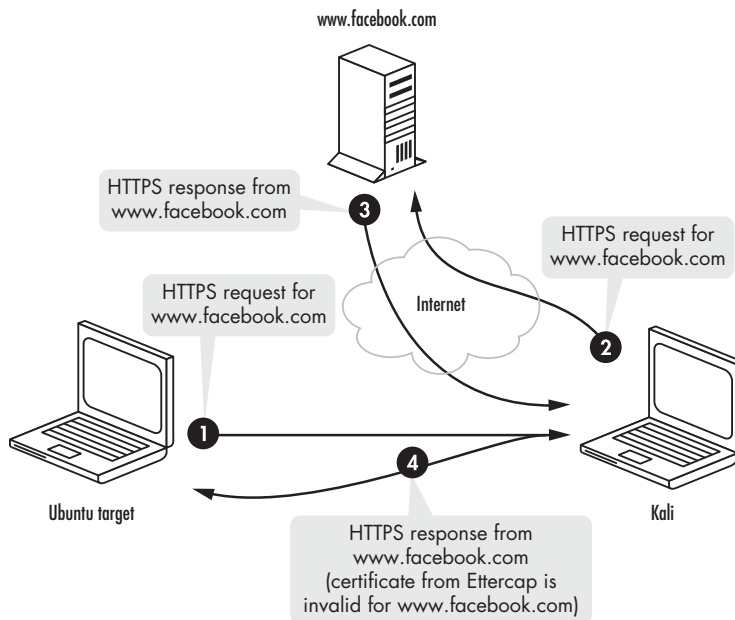 www.facebook.com
HTTPS response from
www.facebook.com
3
HTTPS request for
www.facebook.com
HTTPS request for
www.facebook.com
Internet
2
1
4
Ubuntu target
Kali
HTTPS response from
www.facebook.com
(certificate from Ettercap is
invalid for www.facebook.com)